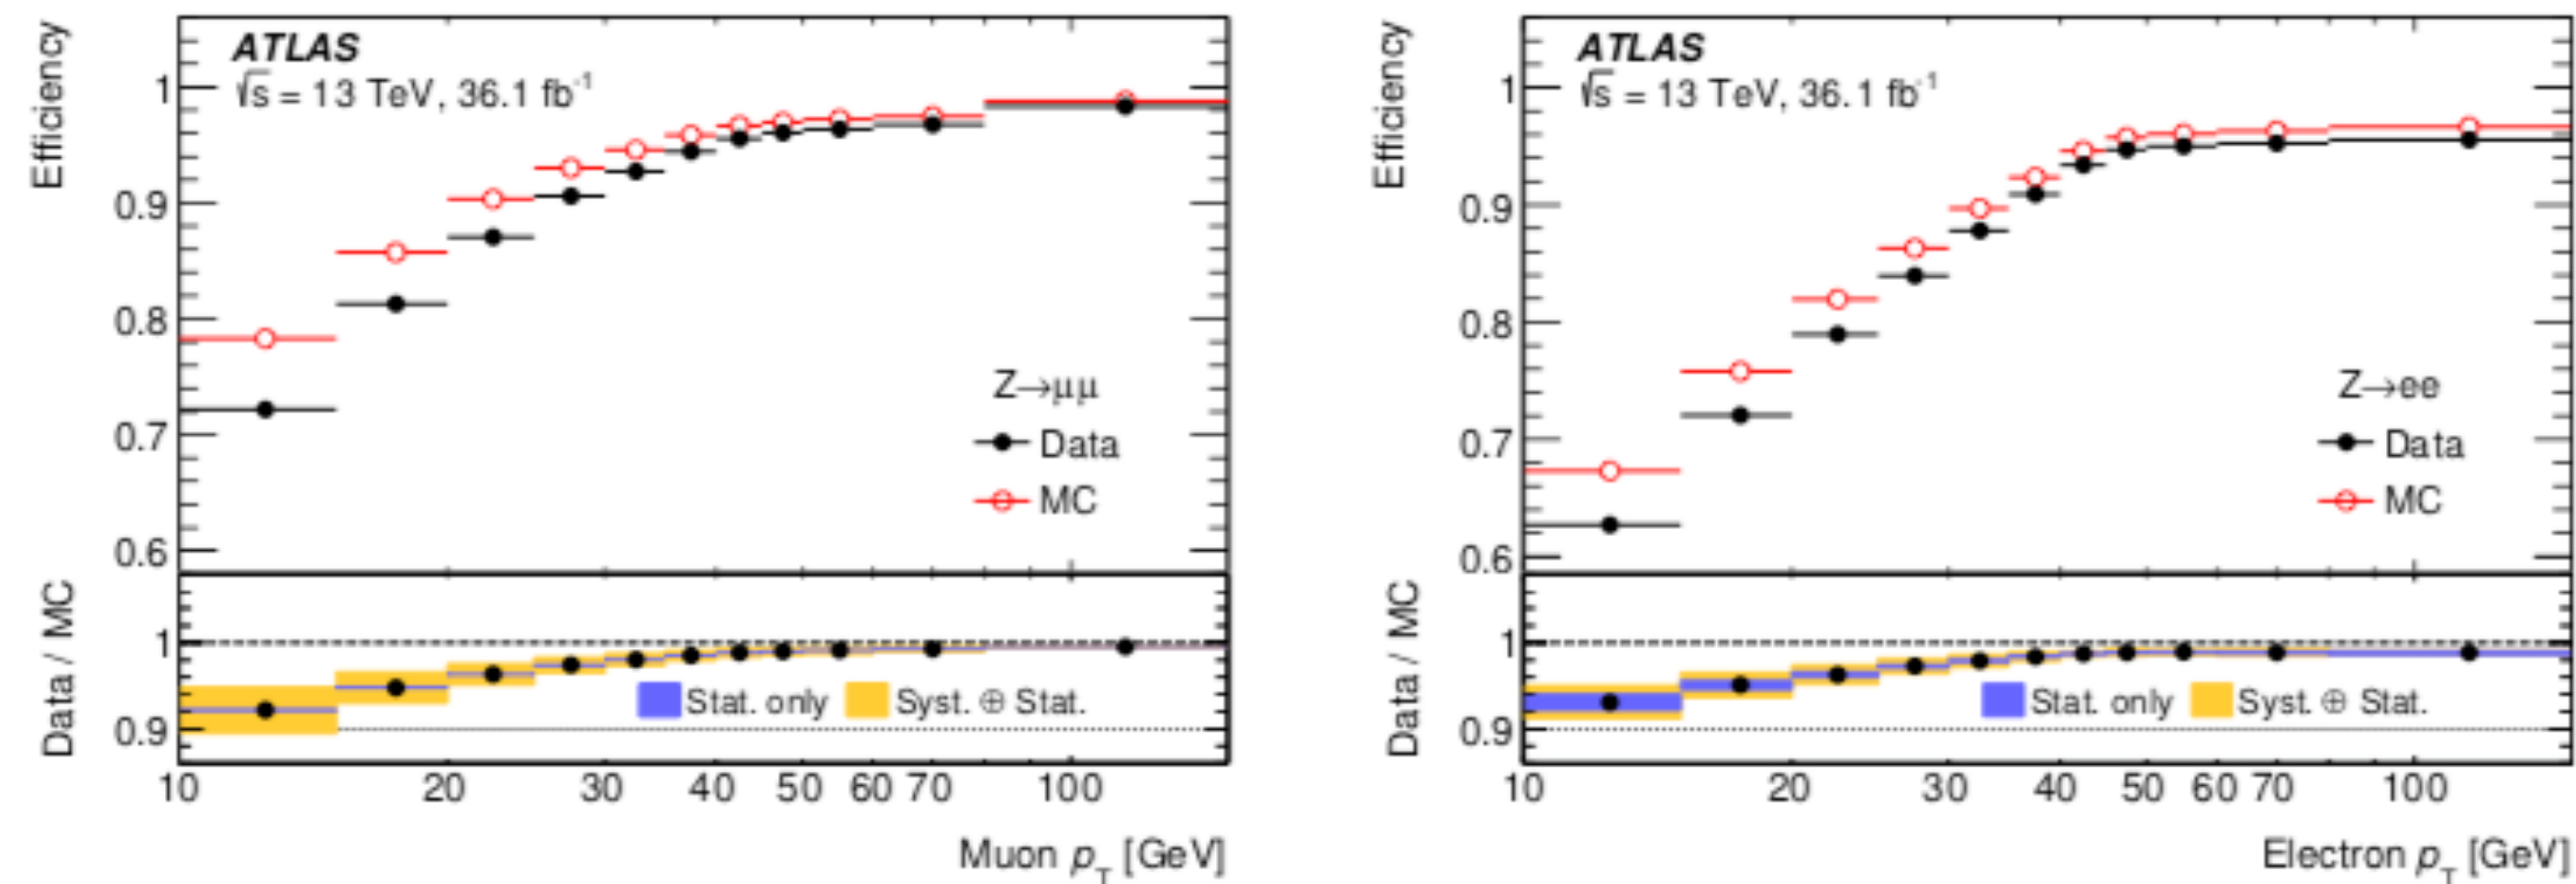 Efficiency
ATLAS
√s = 13 TeV, 36.1 fb⁻¹
1
0.9
0.8
0.7
0.6
Z→μμ
Data
MC
Data / MC
1
0.9
Stat. only
Syst. ⊕ Stat.
10 20 30 40 50 60 70 100
Muon p_T [GeV]
Efficiency
ATLAS
√s = 13 TeV, 36.1 fb⁻¹
1
0.9
0.8
0.7
0.6
Z→ee
Data
MC
Data / MC
1
0.9
Stat. only
Syst. ⊕ Stat.
10 20 30 40 50 60 70 100
Electron p_T [GeV]